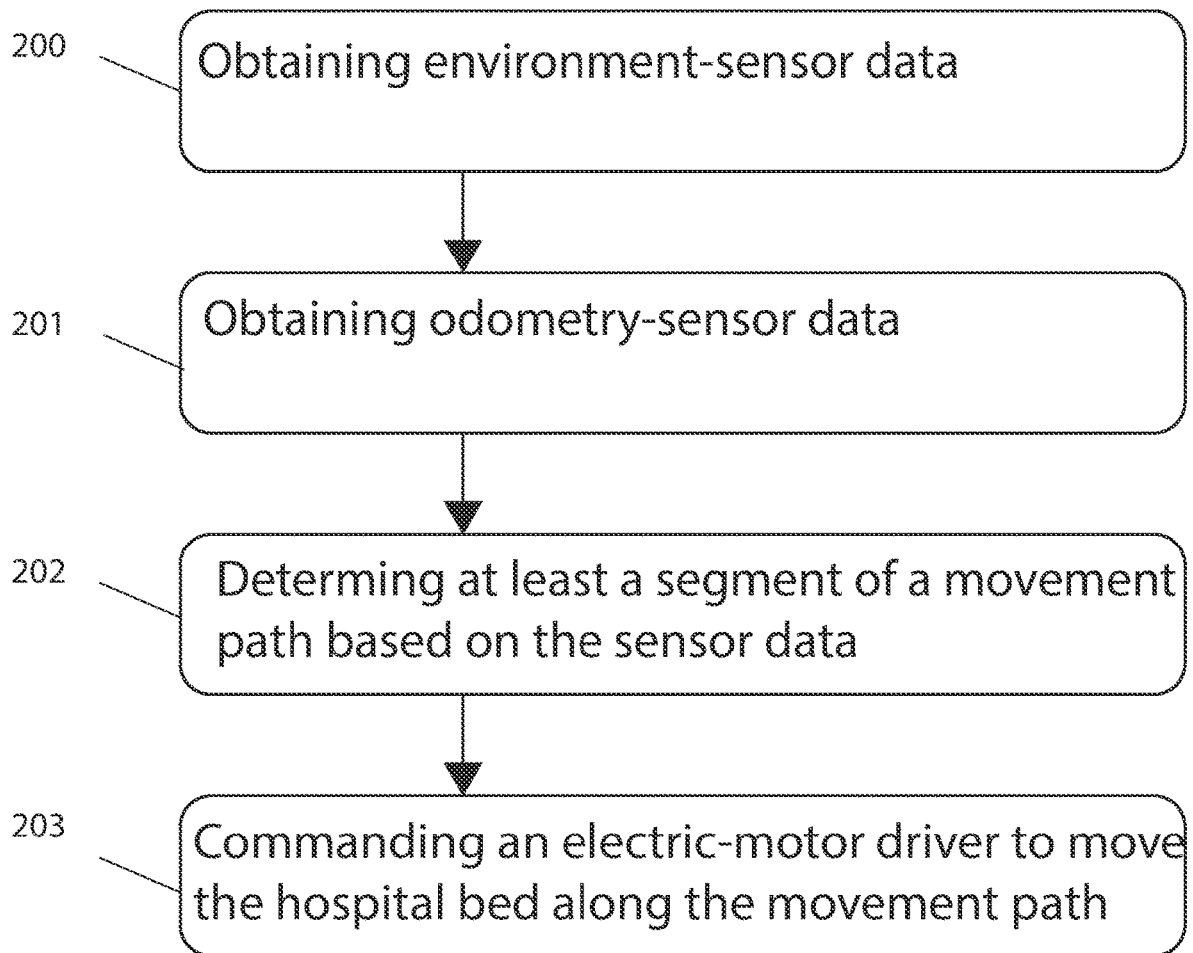 200
Obtaining environment-sensor data
201
Obtaining odometry-sensor data
202
Determing at least a segment of a movement
path based on the sensor data
203
Commanding an electric-motor driver to move
the hospital bed along the movement path